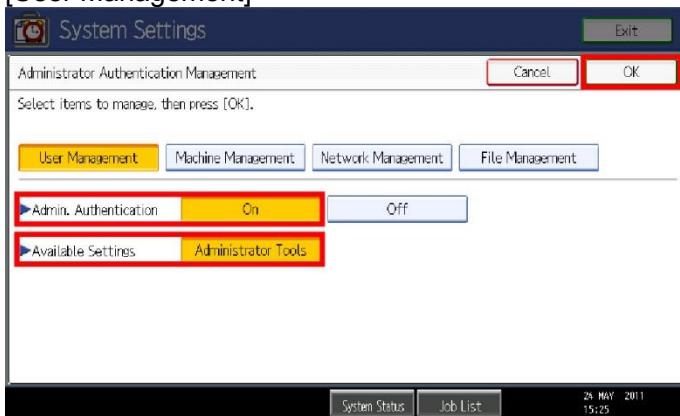 [User Management]
System Settings
Exit
Administrator Authentication Management
Cancel
OK
Select items to manage, then press [OK].
User Management
Machine Management
Network Management
File Management
►Admin. Authentication
On
Off
►Available Settings
Administrator Tools
System Status
Job List
24 MAY 2011
15:25